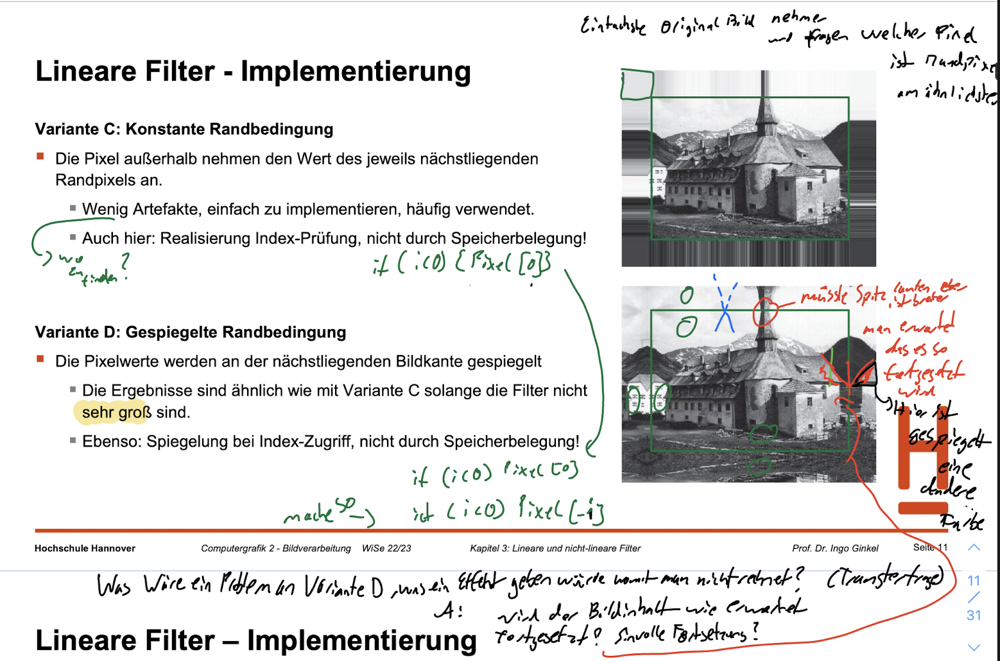 Einfachste Original Bild nehmen
und fragen welcher Pixel
ist Randpixel
am ähnlichsten
Lineare Filter - Implementierung
Variante C: Konstante Randbedingung
Die Pixel außerhalb nehmen den Wert des jeweils nächstliegenden
Randpixels an.
Wenig Artefakte, einfach zu implementieren, häufig verwendet.
Auch hier: Realisierung Index-Prüfung, nicht durch Speicherbelegung!
wo
zu
finden?
if (i<0) {Pixel [0]}
müsste Spitz
ist breiter
man erwartet
das es so
fortgesetzt
wird
Variante D: Gespiegelte Randbedingung
Die Pixelwerte werden an der nächstliegenden Bildkante gespiegelt
Die Ergebnisse sind ähnlich wie mit Variante C solange die Filter nicht
sehr groß sind.
Ebenso: Spiegelung bei Index-Zugriff, nicht durch Speicherbelegung!
Hier ist
gespiegelt
eine
andere
Farbe
H
if (i<0) Pixel [0]
mache so → if (i<0) Pixel [-i]
Hochschule Hannover Computergrafik 2 - Bildverarbeitung WiSe 22/23 Kapitel 3: Lineare und nicht-lineare Filter Prof. Dr. Ingo Ginkel Seite 11
Was Wäre ein Problem an Variante D, was ein Effekt geben würde womit man nicht rechnet? (Transferfrage)
11
/
31
A: wird der Bildinhalt wie erwartet
fortgesetzt? Sinvolle Fortsetzung?
Lineare Filter – Implementierung